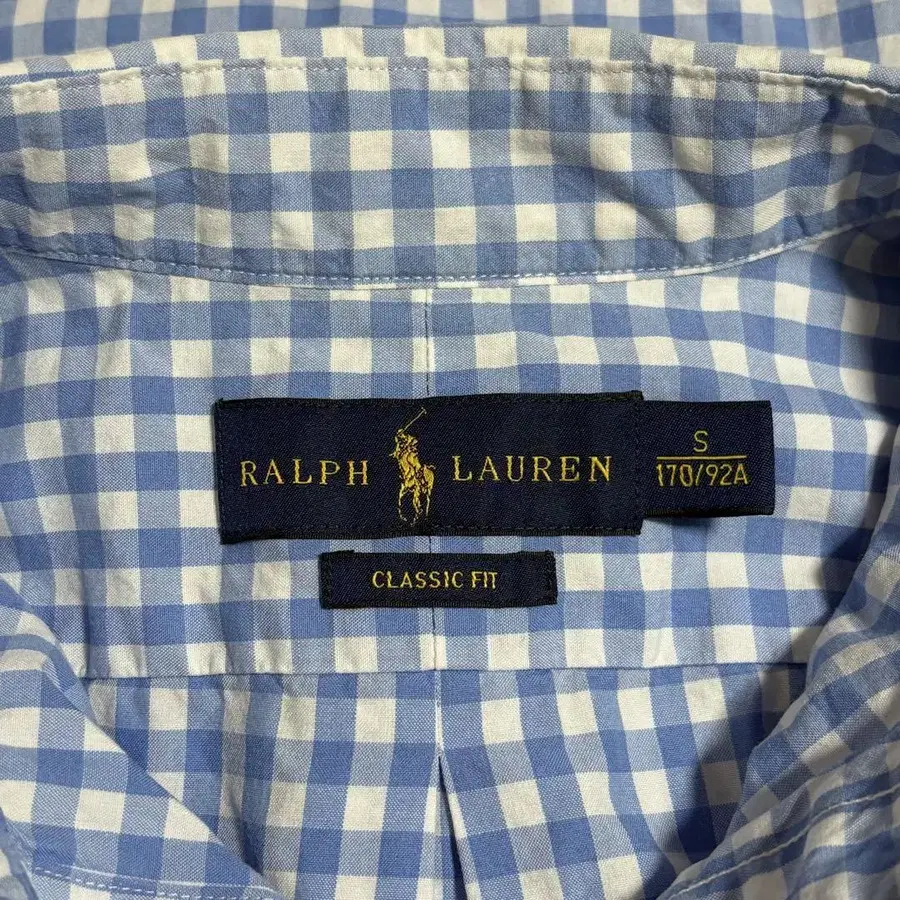 RALPH LAUREN
S
170/92A
CLASSIC FIT